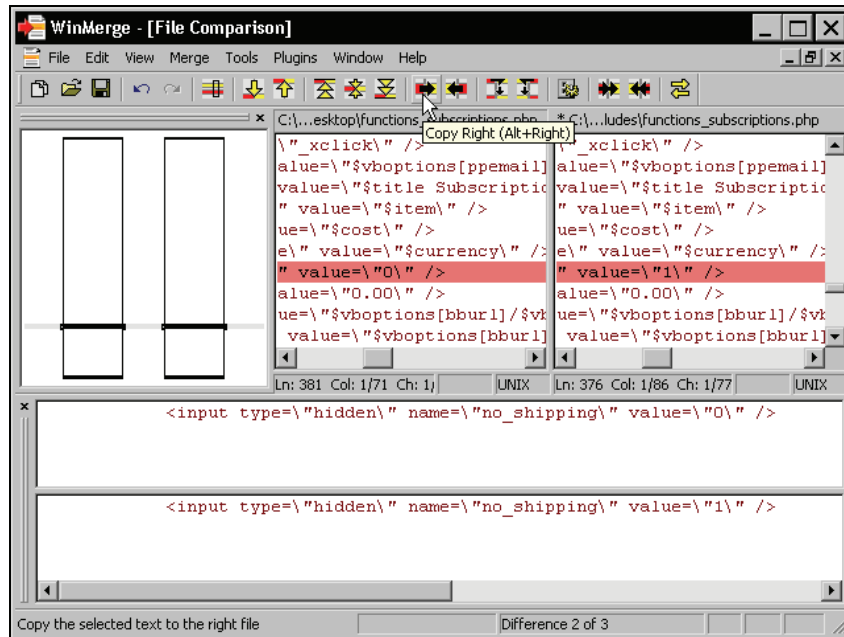 WinMerge - [File Comparison]
File Edit View Merge Tools Plugins Window Help
C:\...esktop\functions_subscriptions.php
* C:\...ludes\functions_subscriptions.php
Copy Right (Alt+Right)
\"_xclick\" />
alue=\"$vboptions[ppemail]
value=\"$title Subscriptic
" value=\"$item\" />
ue=\"$cost\" />
e\" value=\"$currency\" />
" value=\"0\" />
alue=\"0.00\" />
ue=\"$vboptions[bburl]/$vb
value=\"$vboptions[bburl]
\"_xclick\" />
alue=\"$vboptions[ppemail]
value=\"$title Subscriptic
" value=\"$item\" />
ue=\"$cost\" />
e\" value=\"$currency\" />
" value=\"1\" />
alue=\"0.00\" />
ue=\"$vboptions[bburl]/$vb
value=\"$vboptions[bburl]
Ln: 381 Col: 1/71 Ch: 1/ UNIX
Ln: 376 Col: 1/86 Ch: 1/77 UNIX
<input type=\"hidden\" name=\"no_shipping\" value=\"0\" />
<input type=\"hidden\" name=\"no_shipping\" value=\"1\" />
Copy the selected text to the right file
Difference 2 of 3